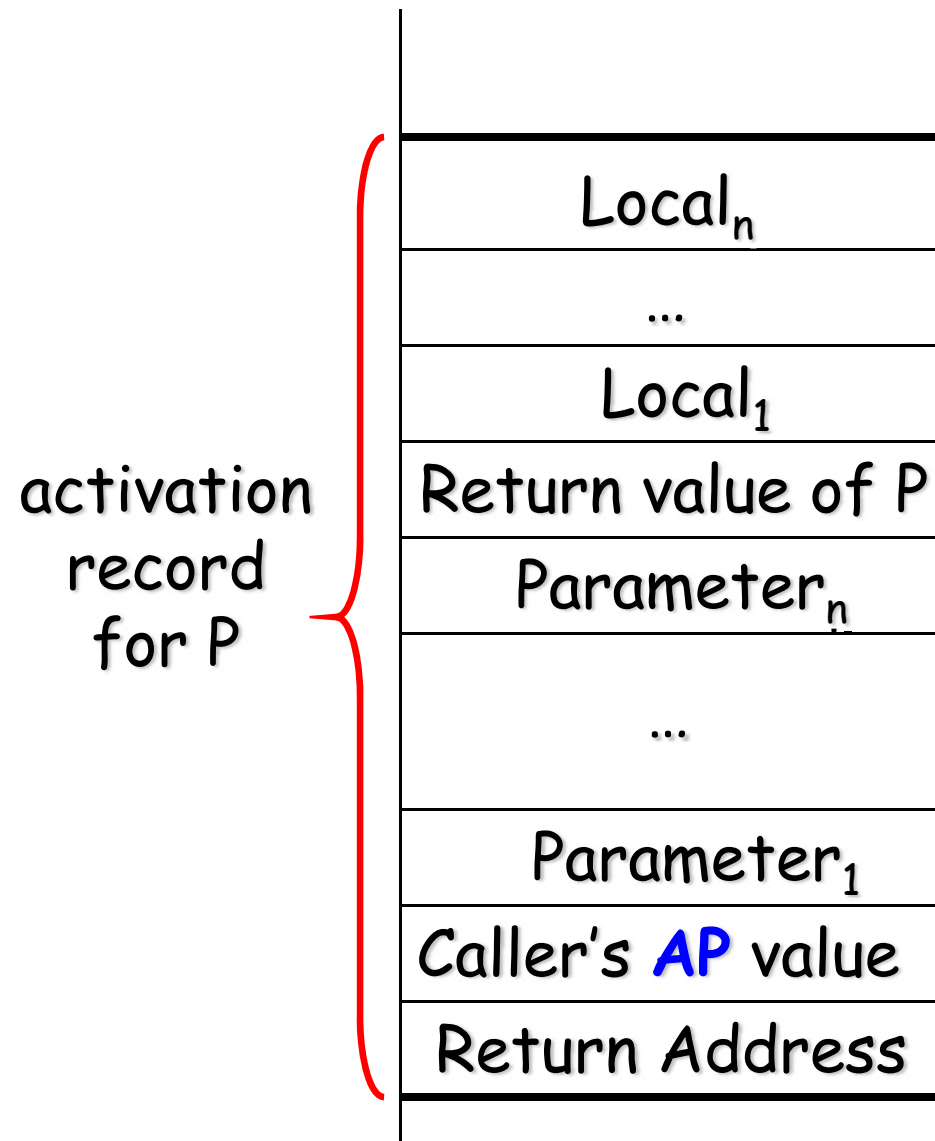 Localₙ
...
Local₁
Return value of P
Parameterₙ
...
Parameter₁
Caller's AP value
Return Address
activation
record
for P